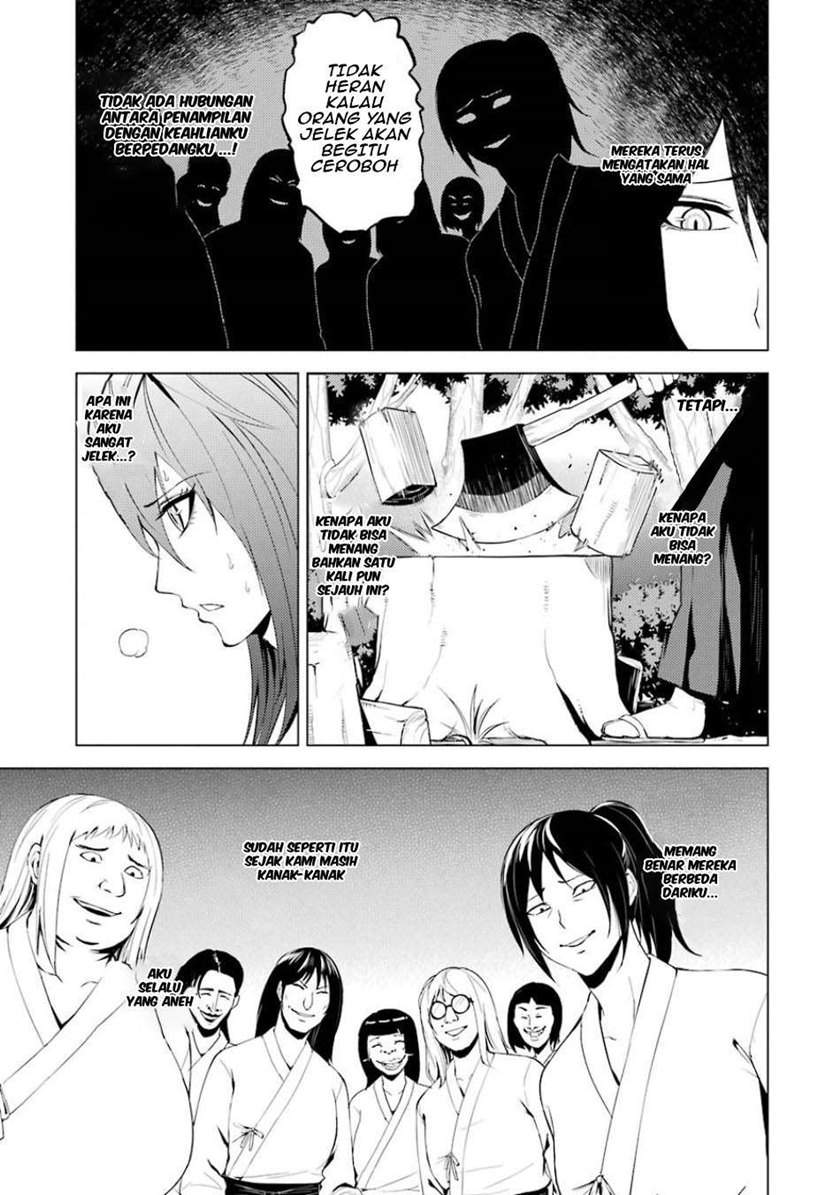 MEREKA TERUS
MENGATAKAN HAL
YANG SAMA
TIDAK
HERAN
KALAU
ORANG YANG
JELEK AKAN
BEGITU
CEROBOH
TIDAK ADA HUBUNGAN
ANTARA PENAMPILAN
DENGAN KEAHLIANKU
BERPEDANGKU ...!
TETAPI...
KENAPA
AKU TIDAK
BISA
MENANG?
KENAPA AKU
TIDAK BISA
MENANG
BAHKAN SATU
KALI PUN
SEJAUH INI?
APA INI
KARENA
AKU
SANGAT
JELEK...?
MEMANG
BENAR MEREKA
BERBEDA
DARIKU...
SUDAH SEPERTI ITU
SEJAK KAMI MASIH
KANAK-KANAK
AKU
SELALU
YANG ANEH